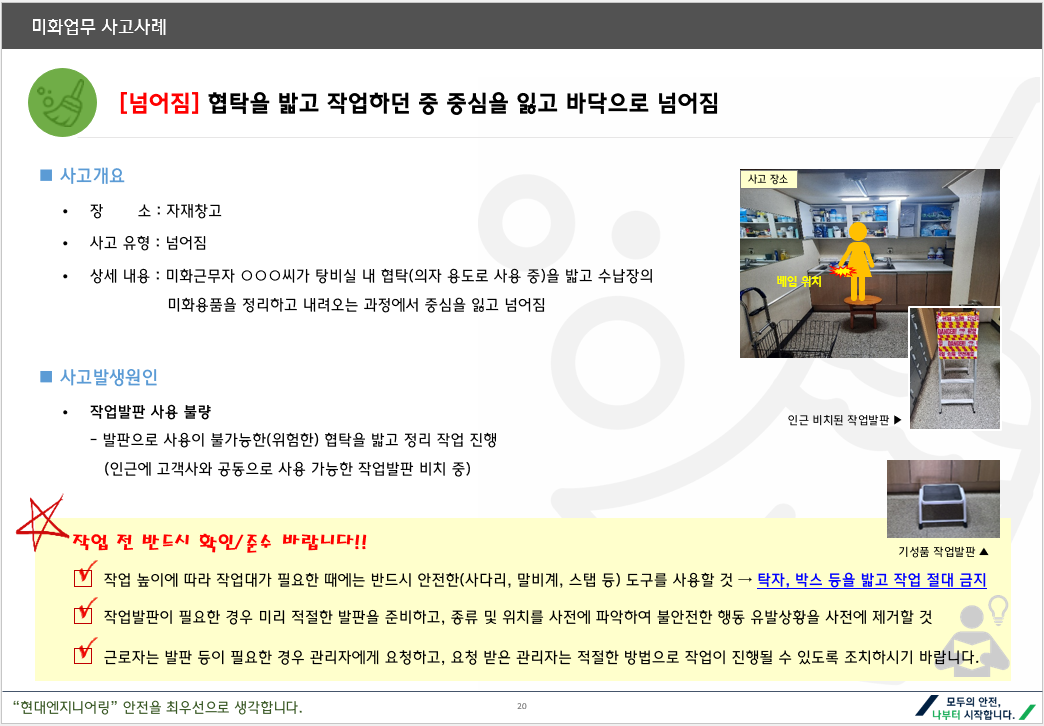 미화업무 사고사례
[넘어짐] 협탁을 밟고 작업하던 중 중심을 잃고 바닥으로 넘어짐
■ 사고개요
• 장 소 : 자재창고
• 사고 유형 : 넘어짐
• 상세 내용 : 미화근무자 ○○○씨가 탕비실 내 협탁(의자 용도로 사용 중)을 밟고 수납장의
미화용품을 정리하고 내려오는 과정에서 중심을 잃고 넘어짐
사고 장소
베임 위치
■ 사고발생원인
• 작업발판 사용 불량
- 발판으로 사용이 불가능한(위험한) 협탁을 밟고 정리 작업 진행
(인근에 고객사와 공동으로 사용 가능한 작업발판 비치 중)
인근 비치된 작업발판 ▶
기성품 작업발판 ▲
작업 전 반드시 확인/준수 바랍니다!!
작업 높이에 따라 작업대가 필요한 때에는 반드시 안전한(사다리, 말비계, 스탭 등) 도구를 사용할 것 → 탁자, 박스 등을 밟고 작업 절대 금지
작업발판이 필요한 경우 미리 적절한 발판을 준비하고, 종류 및 위치를 사전에 파악하여 불안전한 행동 유발상황을 사전에 제거할 것
근로자는 발판 등이 필요한 경우 관리자에게 요청하고, 요청 받은 관리자는 적절한 방법으로 작업이 진행될 수 있도록 조치하시기 바랍니다.
“현대엔지니어링” 안전을 최우선으로 생각합니다.
20
모두의 안전,
나부터 시작합니다.